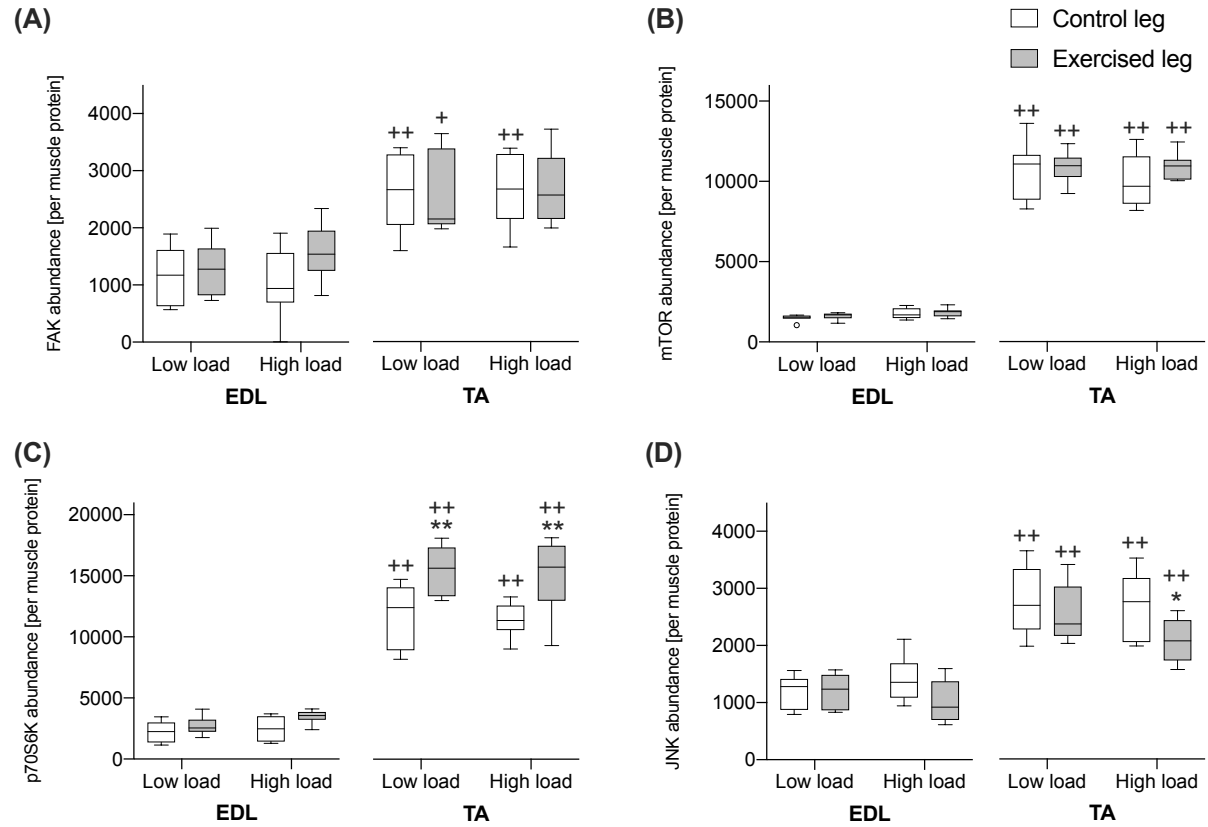 (A)
FAK abundance [per muscle protein]
4000
3000
2000
1000
0
++
+
++
Low load
High load
Low load
High load
EDL
TA
(B)
Control leg
Exercised leg
mTOR abundance [per muscle protein]
15000
10000
5000
0
++
++
++
++
Low load
High load
Low load
High load
EDL
TA
(C)
p70S6K abundance [per muscle protein]
20000
15000
10000
5000
0
++
++
**
++
++
**
Low load
High load
Low load
High load
EDL
TA
(D)
JNK abundance [per muscle protein]
4000
3000
2000
1000
0
++
++
++
++
*
Low load
High load
Low load
High load
EDL
TA